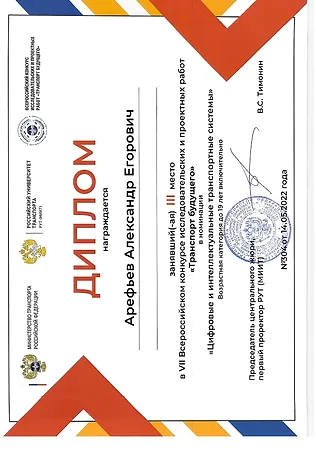 МИНИСТЕРСТВО ТРАНСПОРТА
РОССИЙСКОЙ ФЕДЕРАЦИИ
РОССИЙСКИЙ УНИВЕРСИТЕТ
ТРАНСПОРТА
РУТ (МИИТ)
ВСЕРОССИЙСКИЙ КОНКУРС
ИССЛЕДОВАТЕЛЬСКИХ И ПРОЕКТНЫХ
РАБОТ «ТРАНСПОРТ БУДУЩЕГО»
ДИПЛОМ
награждается
Арефьев Александр Егорович
занявший(-ая) III место
в VII Всероссийском конкурсе исследовательских и проектных работ
«Транспорт будущего»
в номинации
«Цифровые и интеллектуальные транспортные системы»
Возрастная категория до 19 лет включительно
Председатель центрального жюри,
первый проректор РУТ (МИИТ)
В.С. Тимонин
№304 от 14.05.2022 года